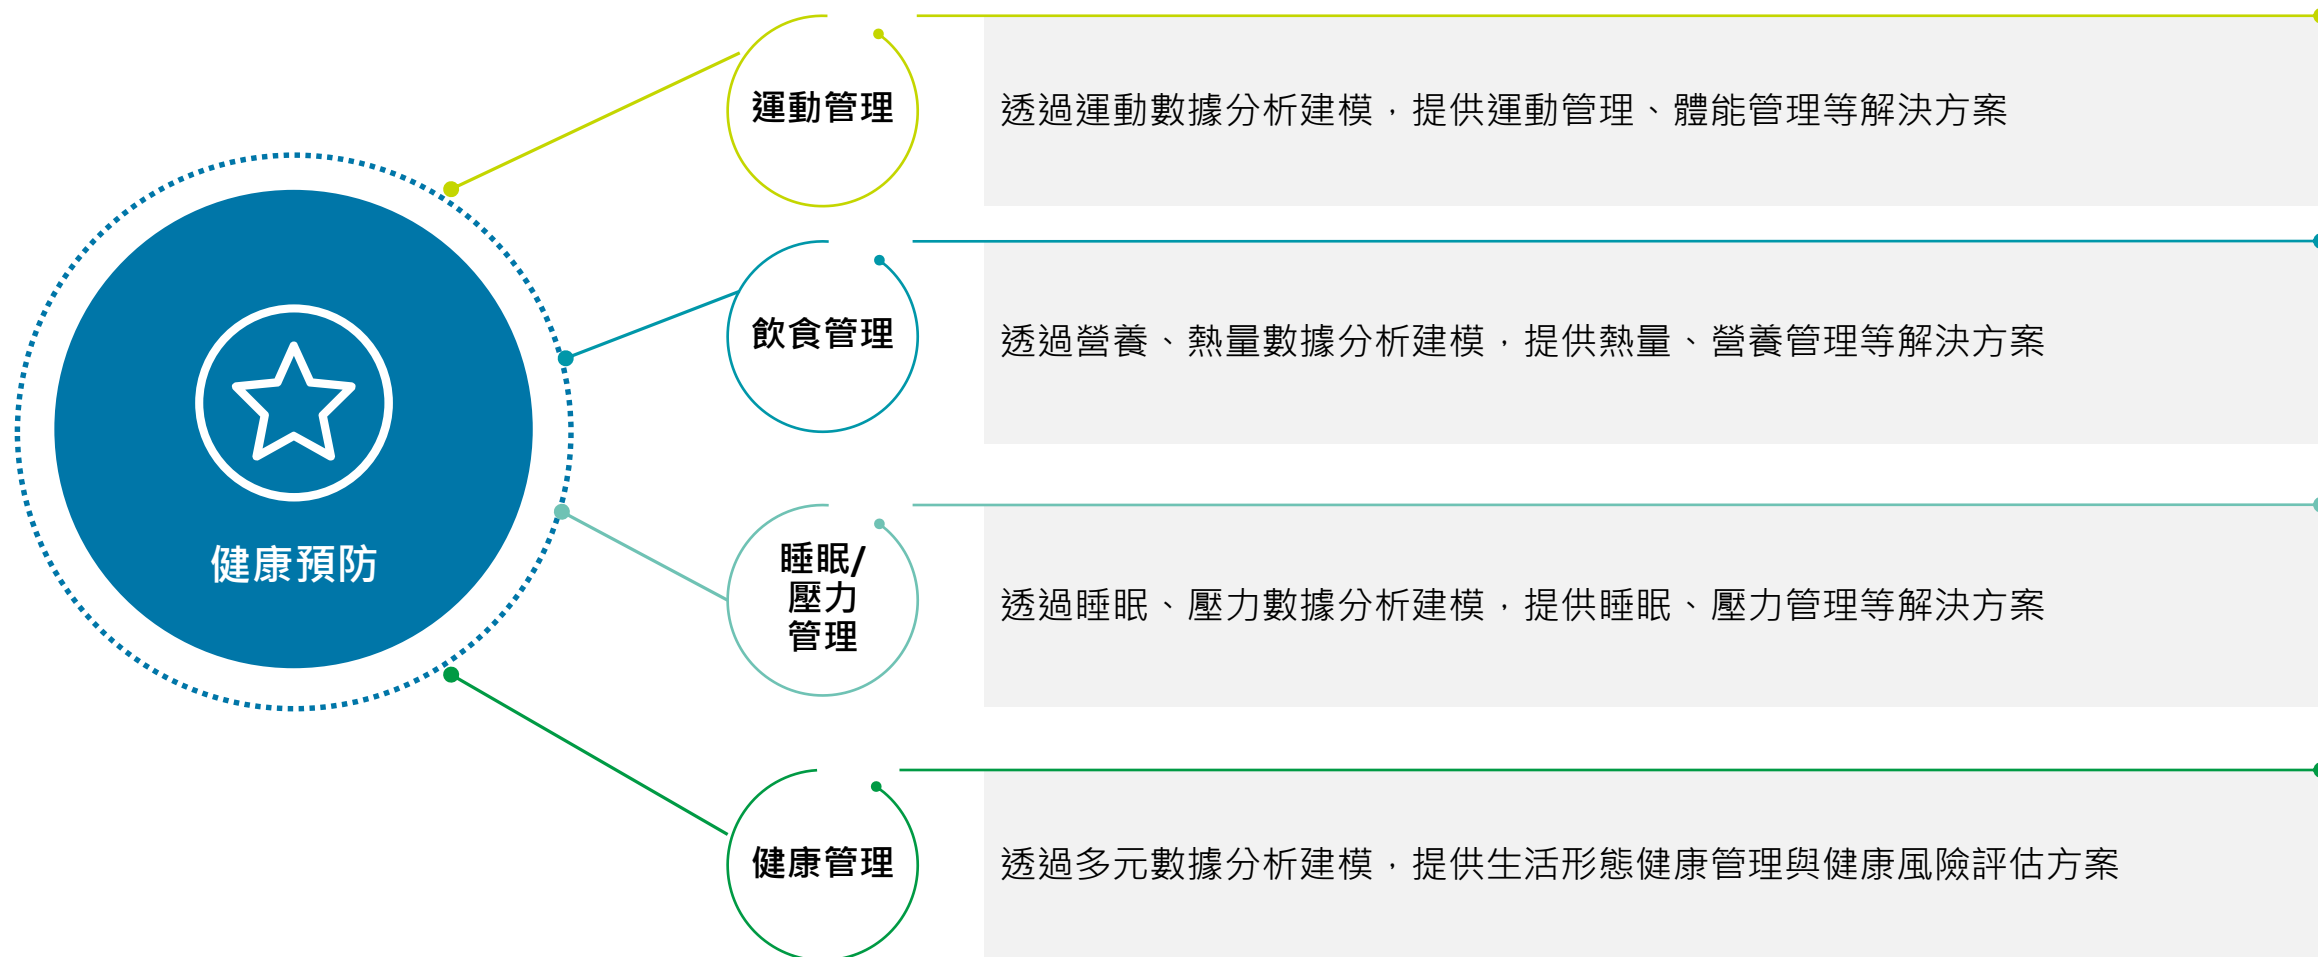 運動管理
透過運動數據分析建模，提供運動管理、體能管理等解決方案
飲食管理
透過營養、熱量數據分析建模，提供熱量、營養管理等解決方案
健康預防
睡眠/
壓力
管理
透過睡眠、壓力數據分析建模，提供睡眠、壓力管理等解決方案
健康管理
透過多元數據分析建模，提供生活形態健康管理與健康風險評估方案